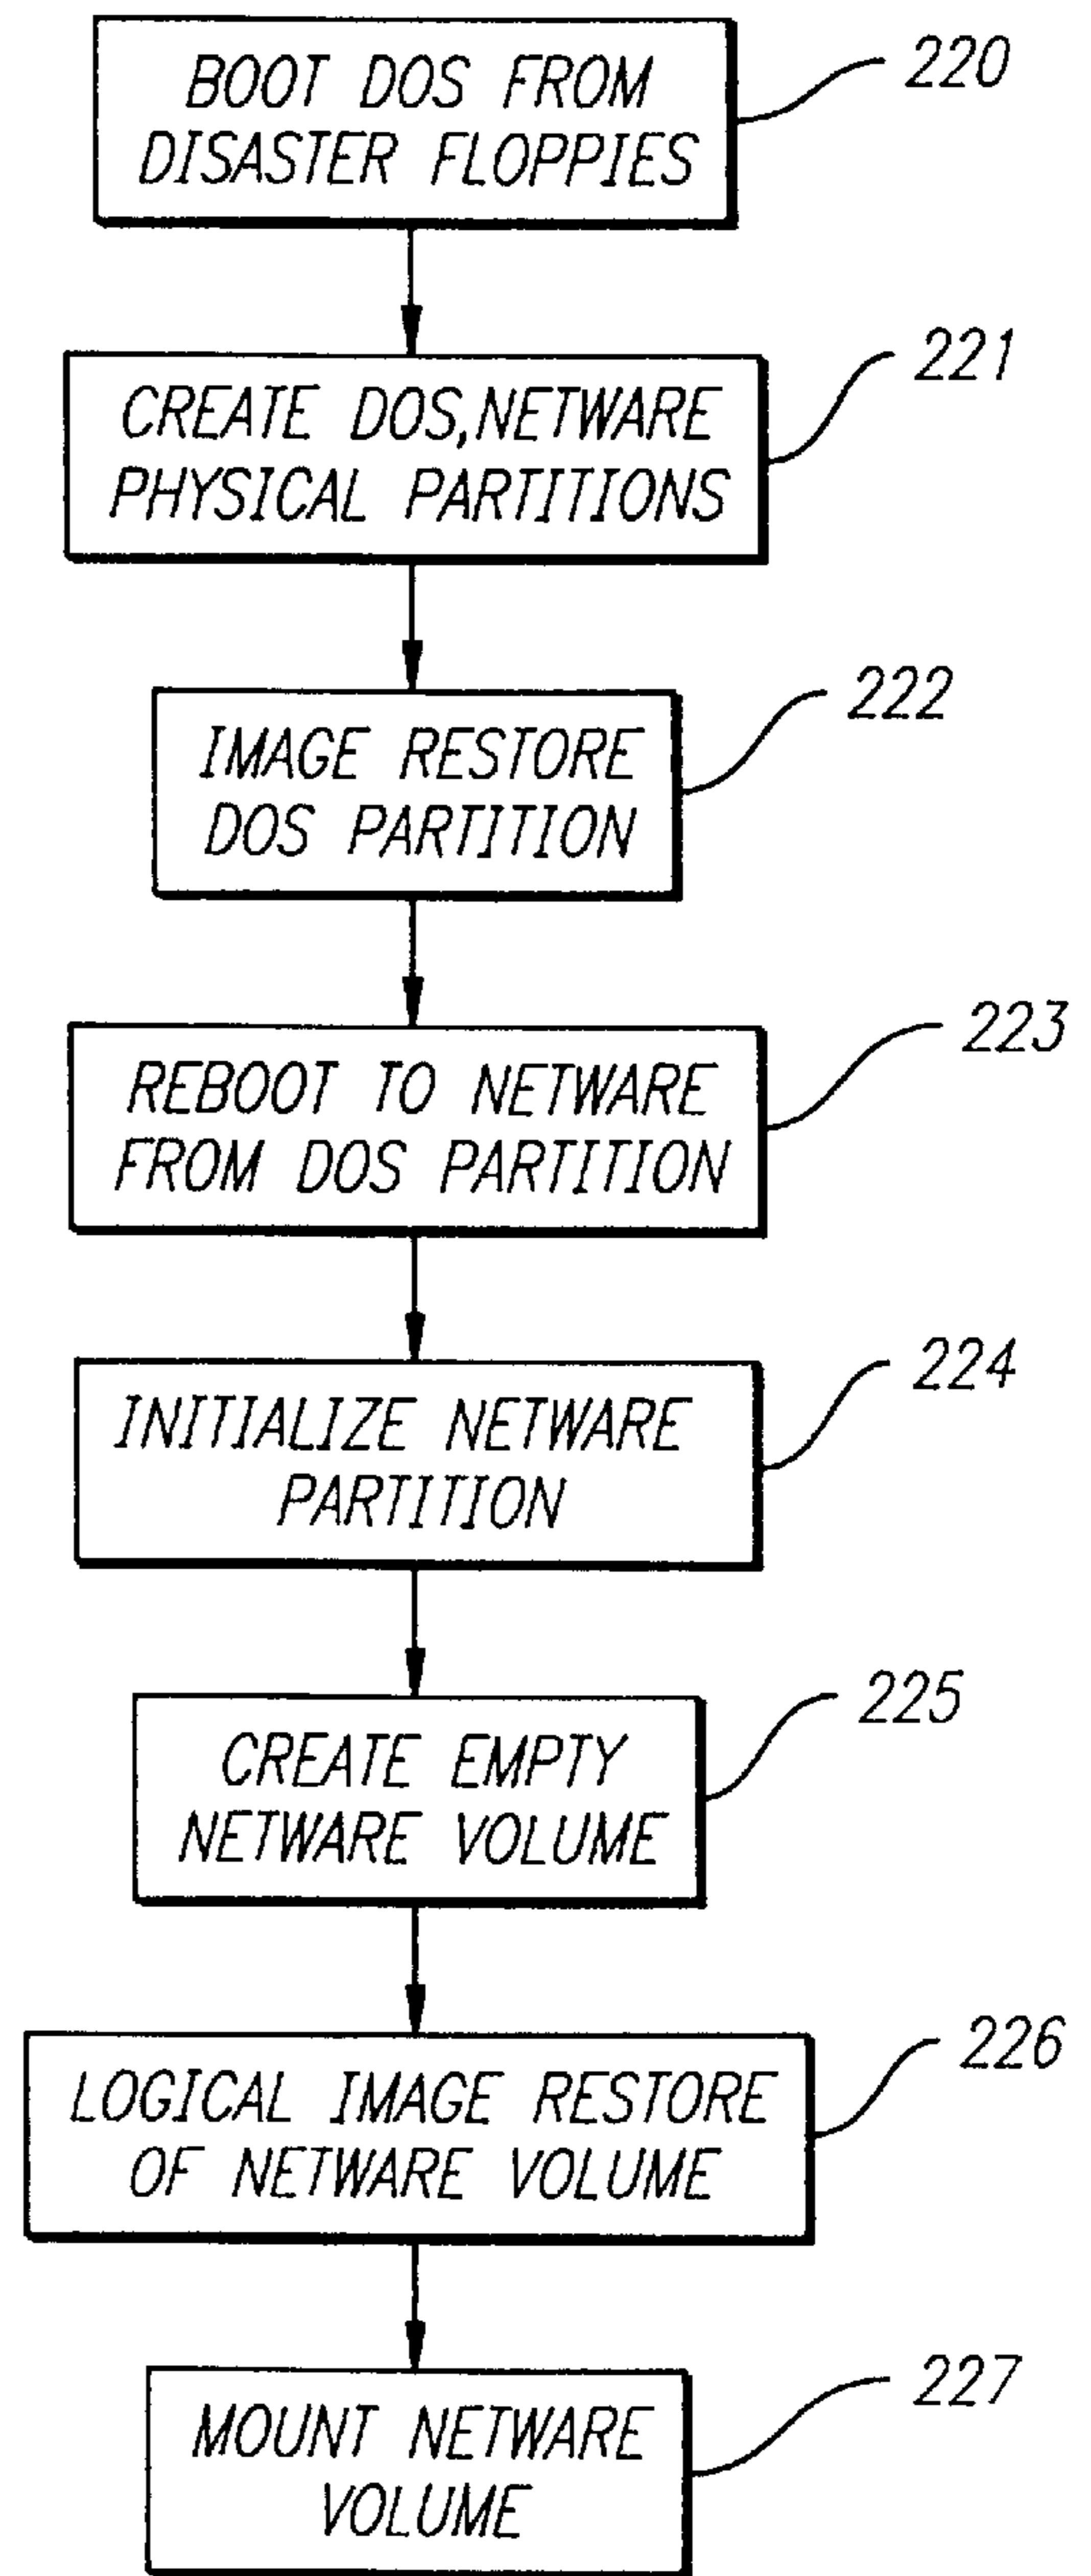 BOOT DOS FROM
DISASTER FLOPPIES
220
CREATE DOS,NETWARE
PHYSICAL PARTITIONS
221
IMAGE RESTORE
DOS PARTITION
222
REBOOT TO NETWARE
FROM DOS PARTITION
223
INITIALIZE NETWARE
PARTITION
224
CREATE EMPTY
NETWARE VOLUME
225
LOGICAL IMAGE RESTORE
OF NETWARE VOLUME
226
MOUNT NETWARE
VOLUME
227